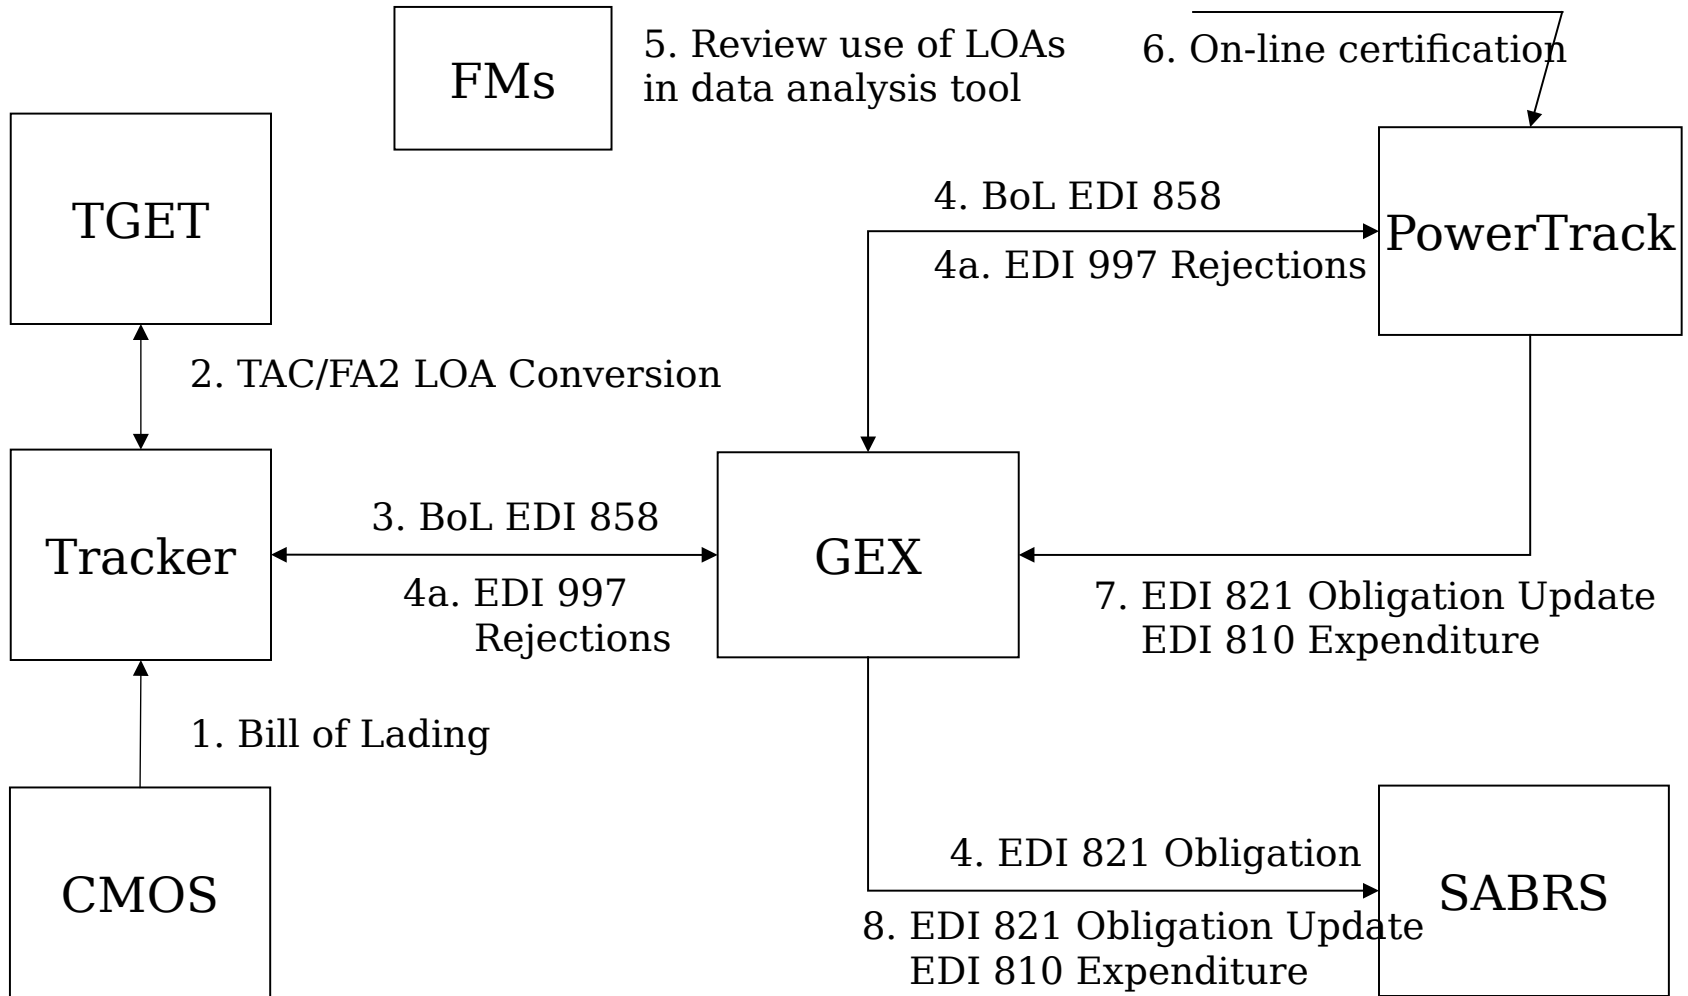 FMs
5. Review use of LOAs
in data analysis tool
6. On-line certification
TGET
4. BoL EDI 858
PowerTrack
4a. EDI 997 Rejections
2. TAC/FA2 LOA Conversion
3. BoL EDI 858
Tracker
GEX
4a. EDI 997
Rejections
7. EDI 821 Obligation Update
EDI 810 Expenditure
1. Bill of Lading
4. EDI 821 Obligation
CMOS
SABRS
8. EDI 821 Obligation Update
EDI 810 Expenditure